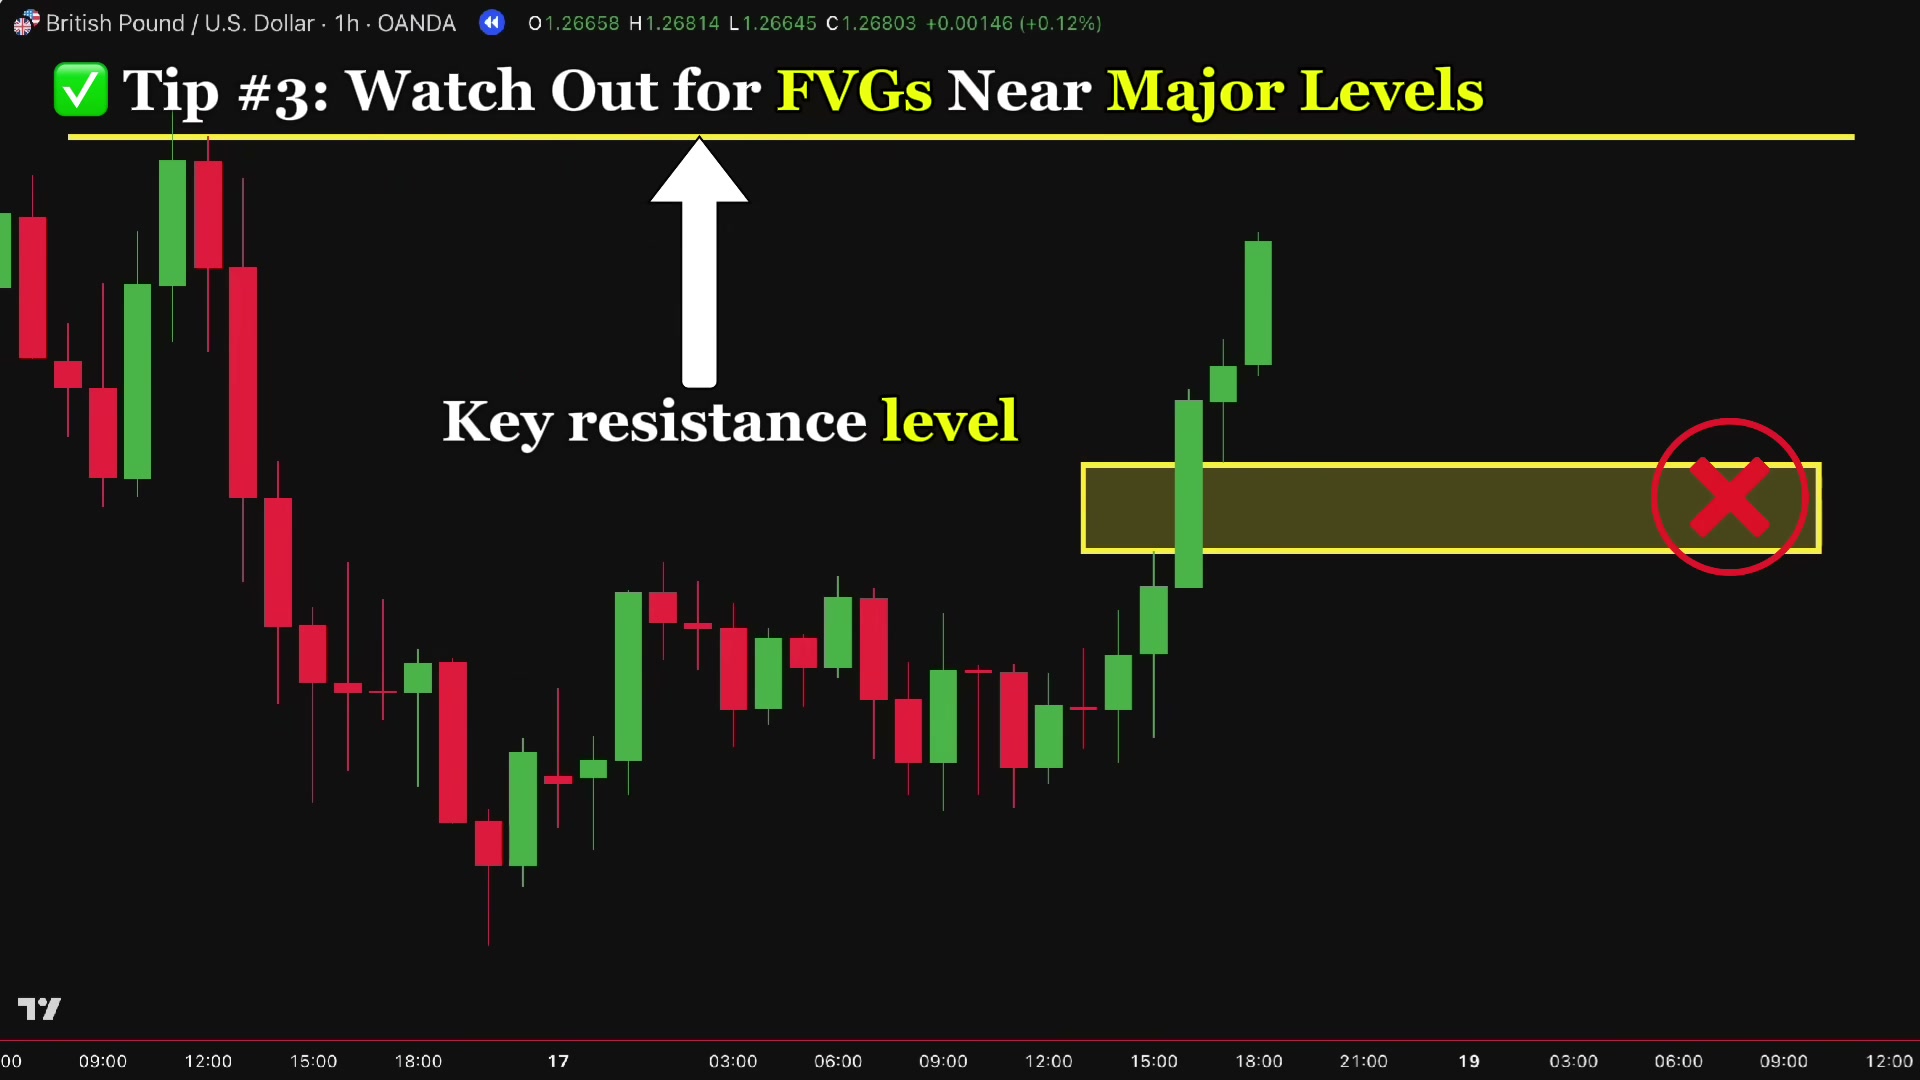 British Pound / U.S. Dollar · 1h · OANDA O1.26658 H1.26814 L1.26645 C1.26803 +0.00146 (+0.12%)
✅ Tip #3: Watch Out for FVGs Near Major Levels
Key resistance level
00 09:00 12:00 15:00 18:00 17 03:00 06:00 09:00 12:00 15:00 18:00 21:00 19 03:00 06:00 09:00 12:00